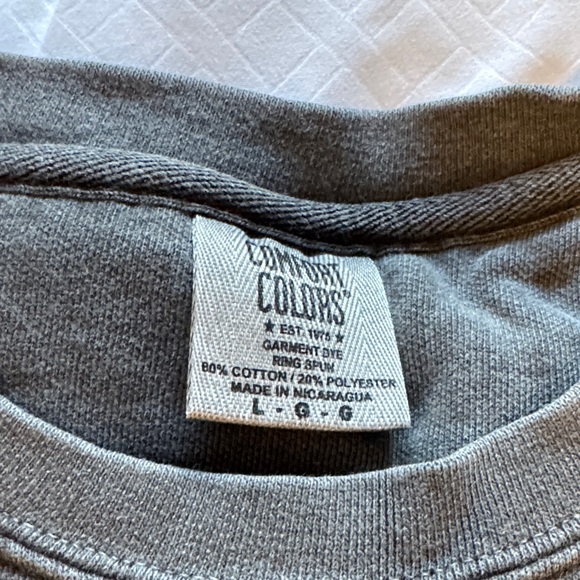 COMFORT
COLORS
★ EST. 1975 ★
GARMENT DYE
RING SPUN
80% COTTON / 20% POLYESTER
MADE IN NICARAGUA
L - G - G